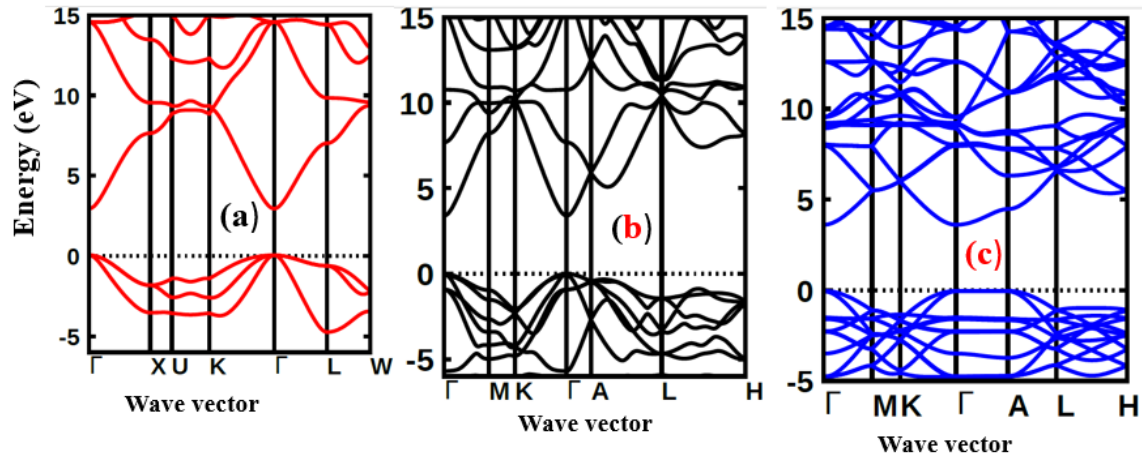 Energy (eV)
15
10
5
0
-5
(a)
Γ X U K Γ L W
Wave vector
15
10
5
0
-5
(b)
Γ M K Γ A L H
Wave vector
15
10
5
0
-5
(c)
Γ M K Γ A L H
Wave vector